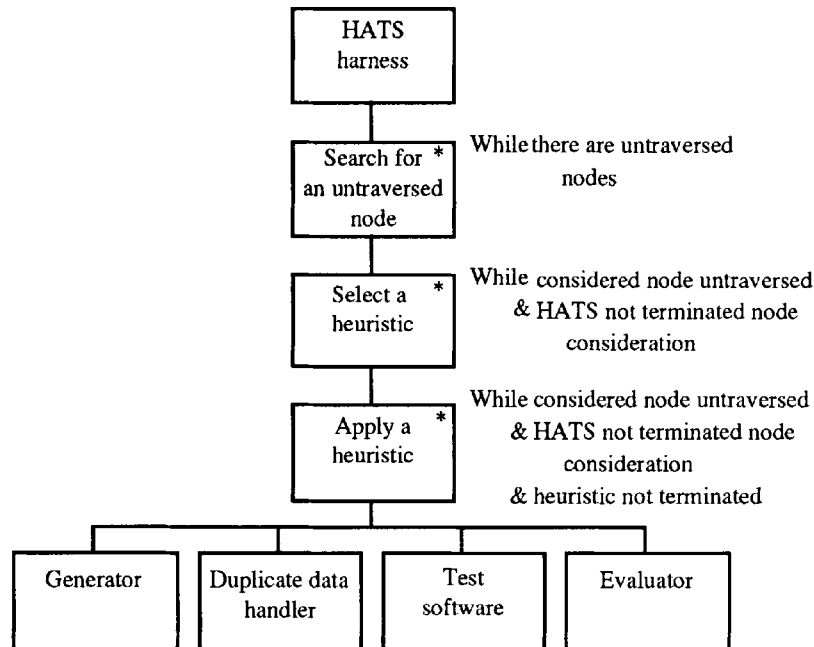 HATS
harness
Search for *
an untraversed
node
While there are untraversed
nodes
Select a *
heuristic
While considered node untraversed
& HATS not terminated node
consideration
Apply a *
heuristic
While considered node untraversed
& HATS not terminated node
consideration
& heuristic not terminated
Generator
Duplicate data
handler
Test
software
Evaluator